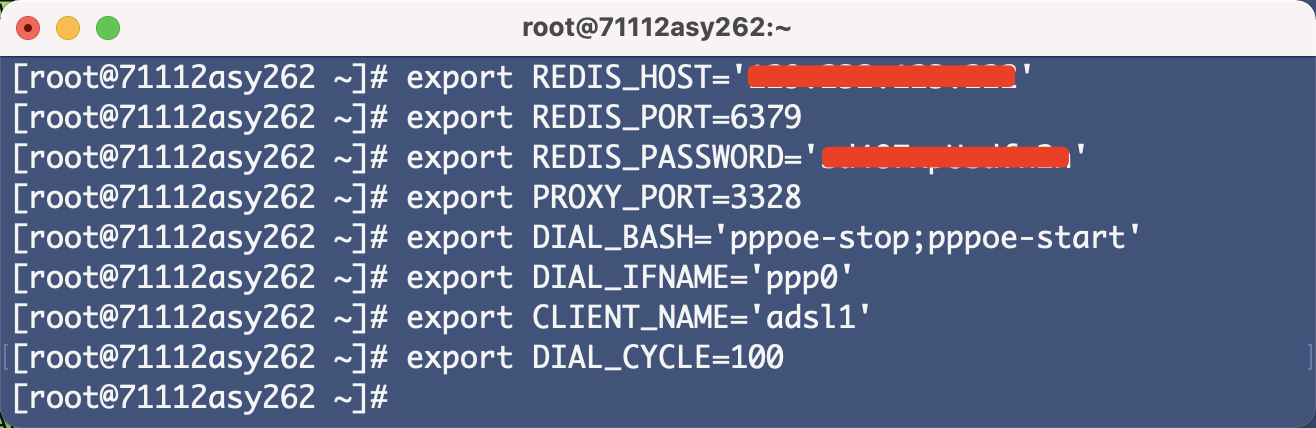 root@71112asy262:~
[root@71112asy262 ~]# export REDIS_HOST=''
[root@71112asy262 ~]# export REDIS_PORT=6379
[root@71112asy262 ~]# export REDIS_PASSWORD=''
[root@71112asy262 ~]# export PROXY_PORT=3328
[root@71112asy262 ~]# export DIAL_BASH='pppoe-stop;pppoe-start'
[root@71112asy262 ~]# export DIAL_IFNAME='ppp0'
[root@71112asy262 ~]# export CLIENT_NAME='adsl1'
[root@71112asy262 ~]# export DIAL_CYCLE=100
[root@71112asy262 ~]#